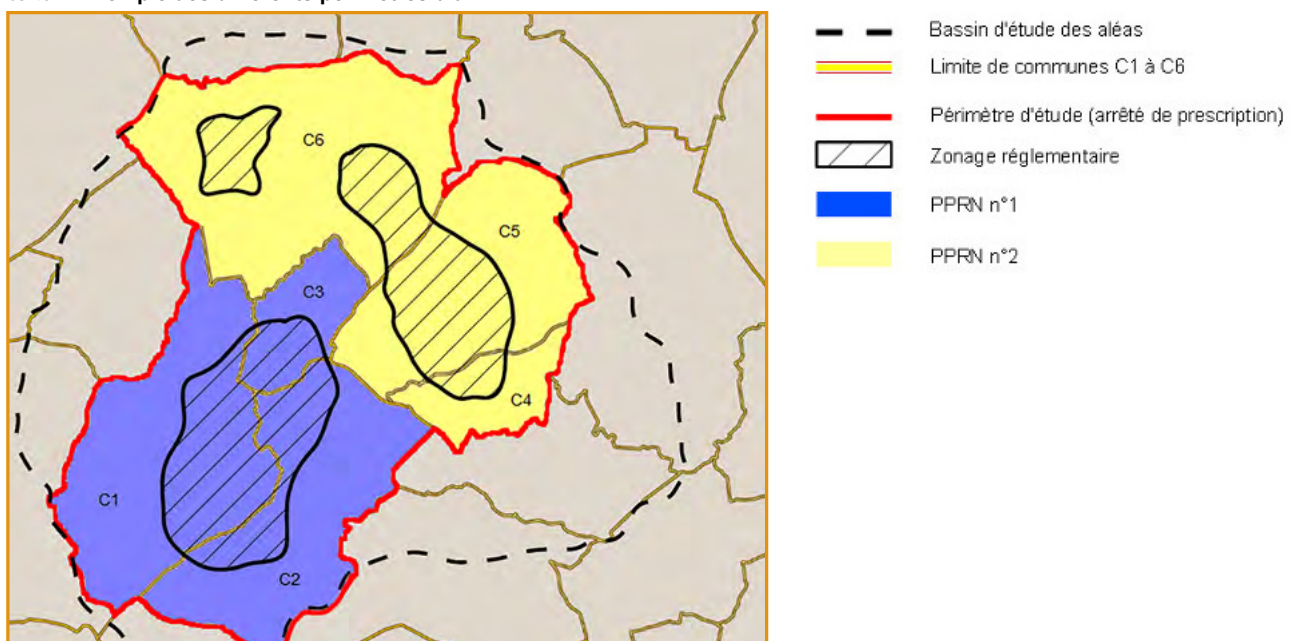 Bassin d'étude des aléas
Limite de communes C1 à C6
Périmètre d'étude (arrêté de prescription)
Zonage réglementaire
PPRN n°1
PPRN n°2
C6
C5
C3
C4
C1
C2